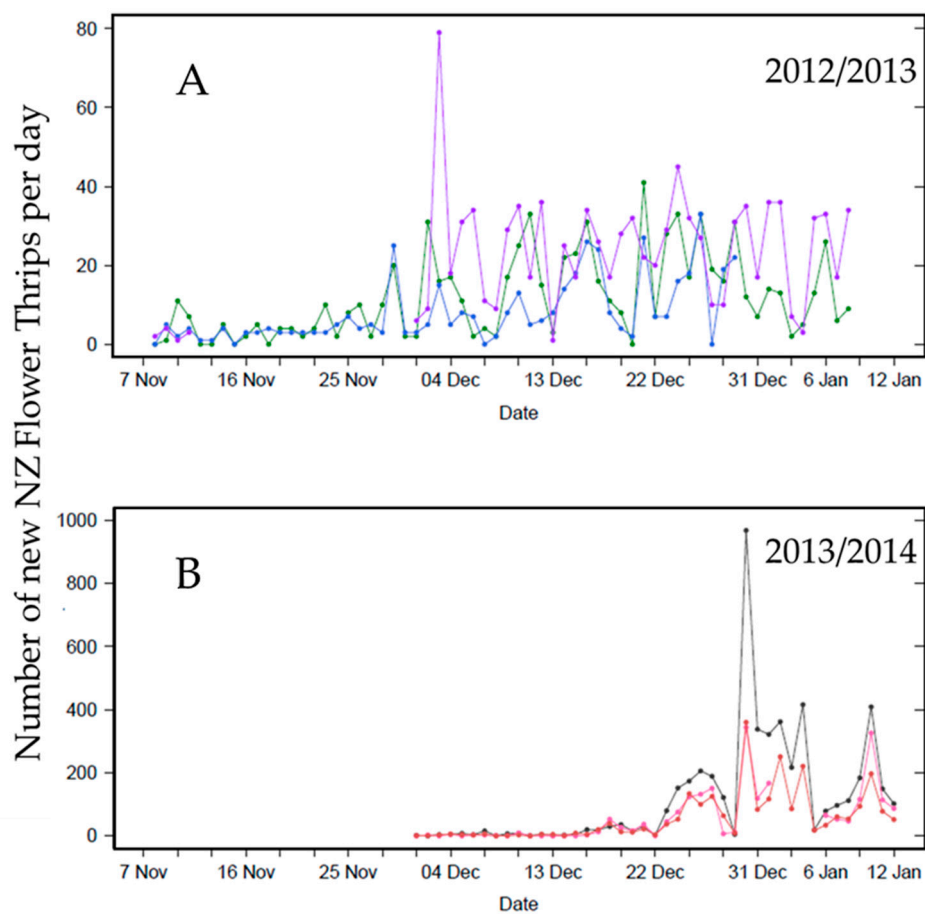 Number of new NZ Flower Thrips per day
80
60
40
20
0
A
2012/2013
7 Nov 16 Nov 25 Nov 04 Dec 13 Dec 22 Dec 31 Dec 6 Jan 12 Jan
Date
1000
800
600
400
200
0
B
2013/2014
7 Nov 16 Nov 25 Nov 04 Dec 13 Dec 22 Dec 31 Dec 6 Jan 12 Jan
Date